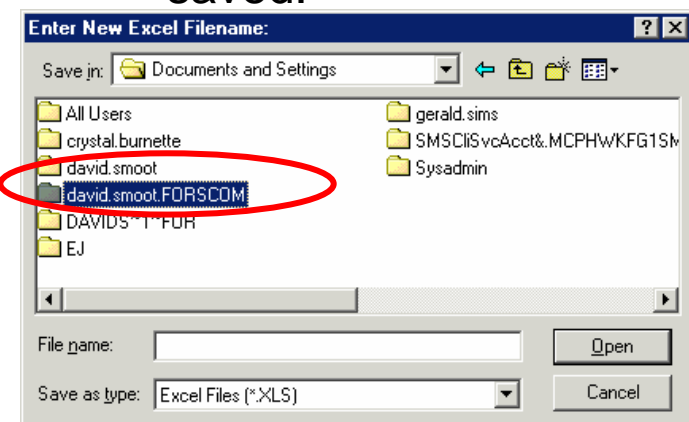 saved.
Enter New Excel Filename:
Save in: Documents and Settings
All Users
crystal.burnette
david.smoot
david.smoot.FORSCOM
DAVIDS~1~FOR
EJ
gerald.sims
SMSCliSvcAcct&.MCPHWKFG1SM
Sysadmin
File name:
Open
Save as type: Excel Files (*.XLS)
Cancel